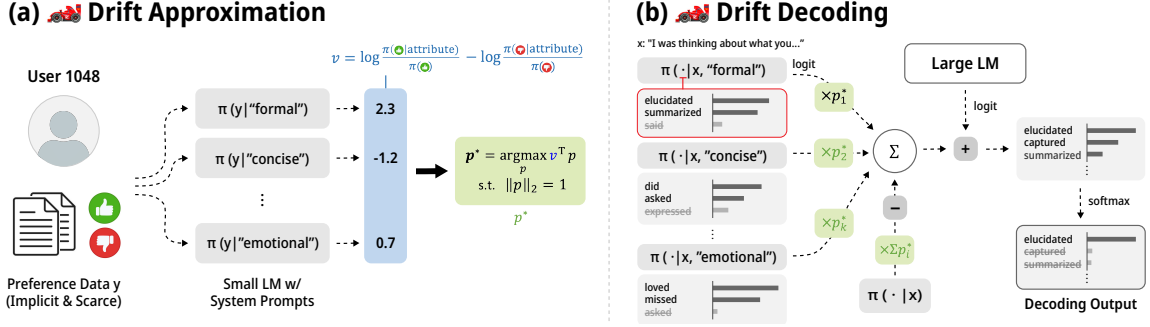 (a) 🏎️ Drift Approximation
v = log π(👍|attribute)/π(👍) − log π(👎|attribute)/π(👎)
User 1048
π (y|"formal")
π (y|"concise")
⋮
π (y|"emotional")
2.3
-1.2
0.7
p* = argmax vᵀ p
p
s.t. ||p||₂ = 1
p*
Preference Data y
(Implicit & Scarce)
Small LM w/
System Prompts
(b) 🏎️ Drift Decoding
x: "I was thinking about what you..."
π ( ·|x, "formal")
elucidated
summarized
said
π ( ·|x, "concise")
did
asked
expressed
⋮
π ( ·|x, "emotional")
loved
missed
asked
logit
×p₁*
×p₂*
×pₖ*
Σ
−
×Σpᵢ*
π ( · |x)
Large LM
logit
+
elucidated
captured
summarized
⋮
softmax
elucidated
captured
summarized
⋮
Decoding Output